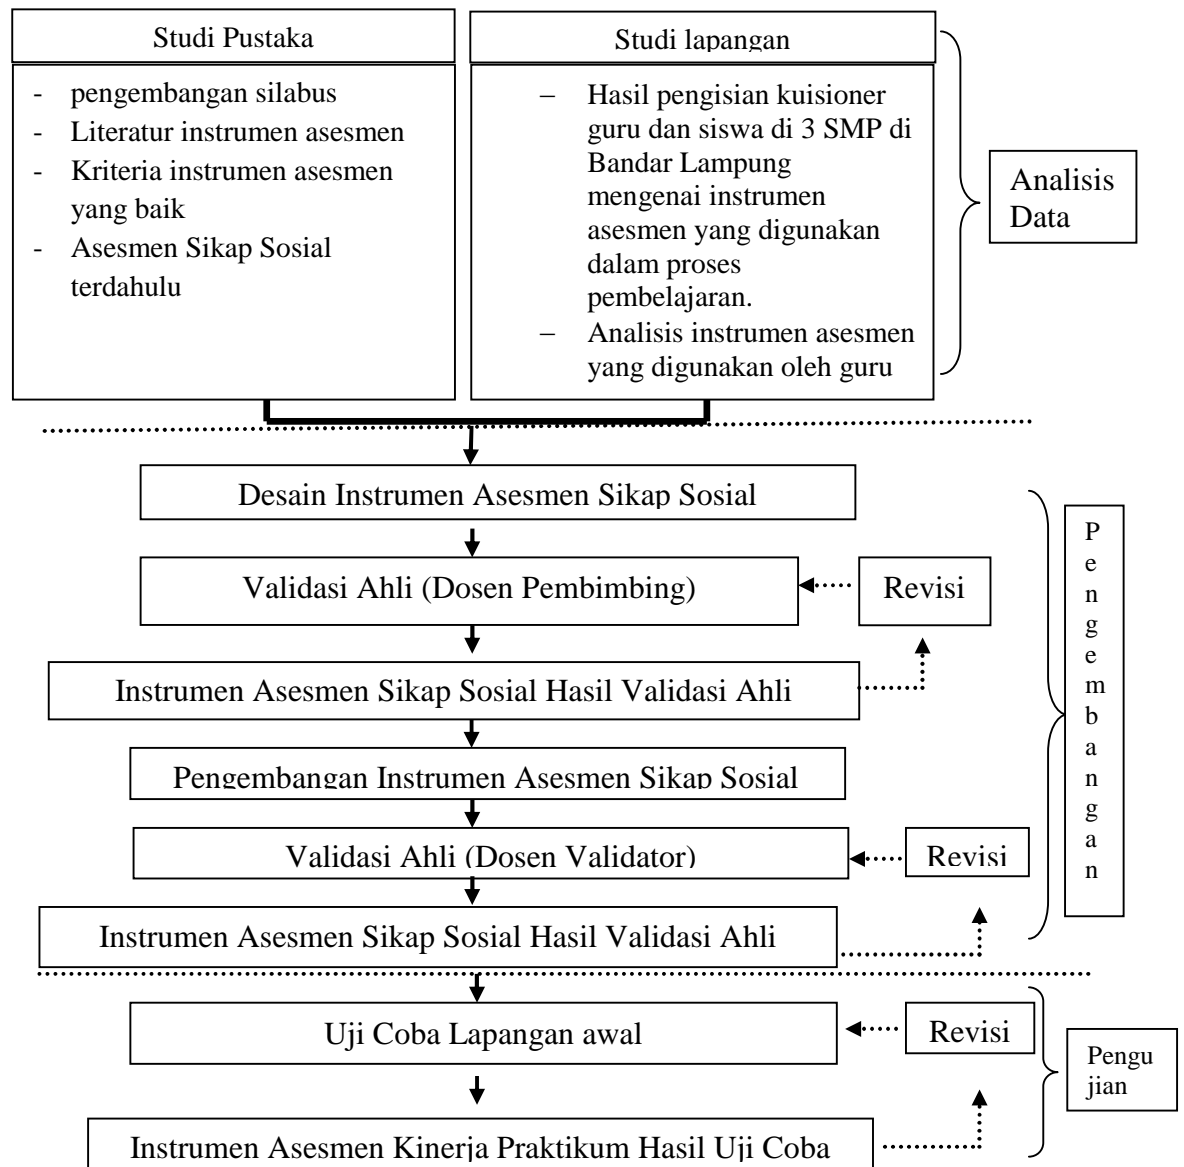 Studi Pustaka
- pengembangan silabus
- Literatur instrumen asesmen
- Kriteria instrumen asesmen
yang baik
- Asesmen Sikap Sosial
terdahulu
Studi lapangan
– Hasil pengisian kuisioner
guru dan siswa di 3 SMP di
Bandar Lampung
mengenai instrumen
asesmen yang digunakan
dalam proses
pembelajaran.
– Analisis instrumen asesmen
yang digunakan oleh guru
Analisis
Data
Desain Instrumen Asesmen Sikap Sosial
Validasi Ahli (Dosen Pembimbing)
Revisi
Instrumen Asesmen Sikap Sosial Hasil Validasi Ahli
Pengembangan Instrumen Asesmen Sikap Sosial
Validasi Ahli (Dosen Validator)
Revisi
Instrumen Asesmen Sikap Sosial Hasil Validasi Ahli
P
e
n
g
e
m
b
a
n
g
a
n
Uji Coba Lapangan awal
Revisi
Instrumen Asesmen Kinerja Praktikum Hasil Uji Coba
Pengu
jian